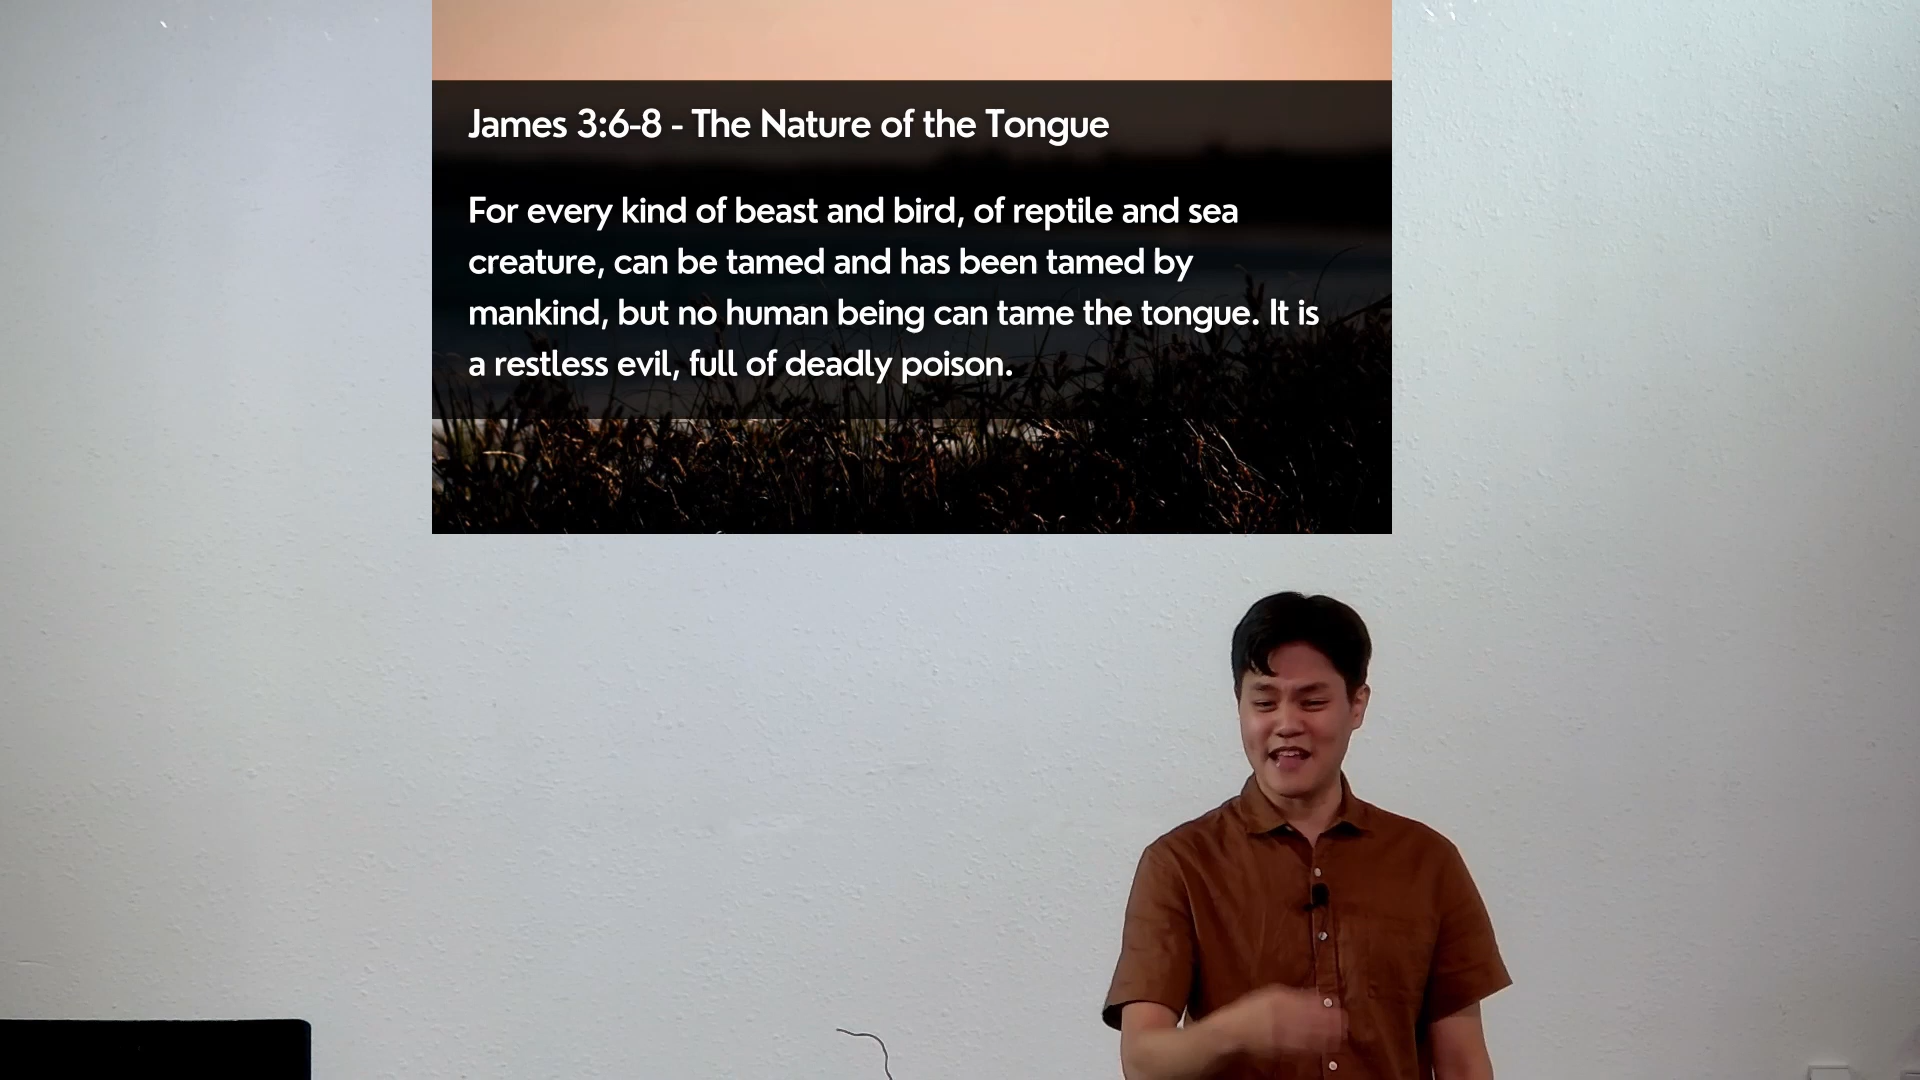 James 3:6-8 - The Nature of the Tongue
For every kind of beast and bird, of reptile and sea
creature, can be tamed and has been tamed by
mankind, but no human being can tame the tongue. It is
a restless evil, full of deadly poison.